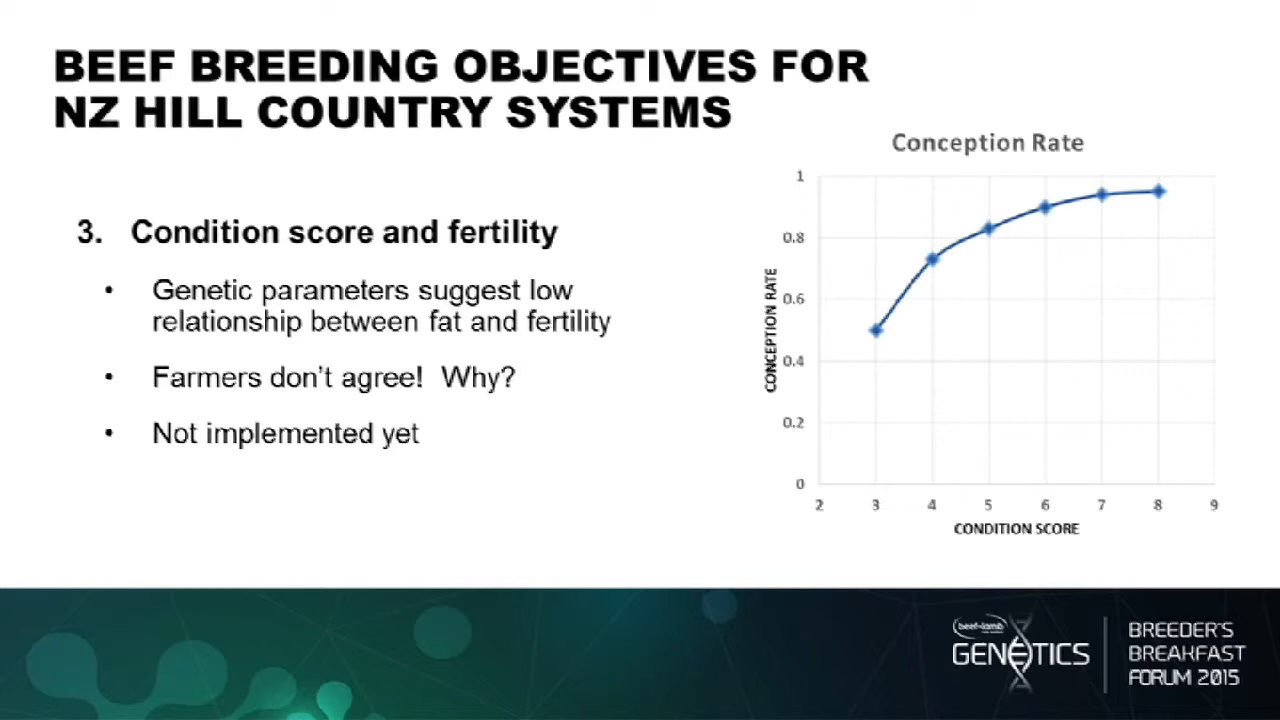 BEEF BREEDING OBJECTIVES FOR
NZ HILL COUNTRY SYSTEMS
3. Condition score and fertility
• Genetic parameters suggest low
relationship between fat and fertility
• Farmers don't agree! Why?
• Not implemented yet
Conception Rate
1
0.8
0.6
0.4
0.2
0
CONCEPTION RATE
2 3 4 5 6 7 8 9
CONDITION SCORE
beef+lamb
GENETICS
BREEDER'S
BREAKFAST
FORUM 2015